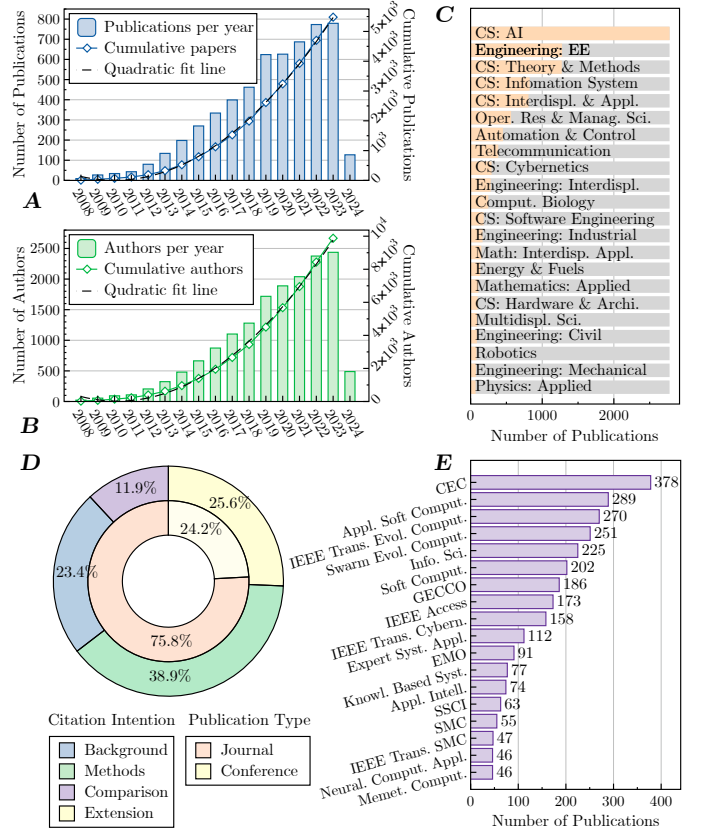 A
Number of Publications
800
700
600
500
400
300
200
100
0
Publications per year
Cumulative papers
Quadratic fit line
5×10³
4×10³
3×10³
2×10³
10³
0
Cumulative Publications
2008
2009
2010
2011
2012
2013
2014
2015
2016
2017
2018
2019
2020
2021
2022
2023
2024
B
Number of Authors
2500
2000
1500
1000
500
0
Authors per year
Cumulative authors
Qudratic fit line
10⁴
8×10³
6×10³
4×10³
2×10³
0
Cumulative Authors
2008
2009
2010
2011
2012
2013
2014
2015
2016
2017
2018
2019
2020
2021
2022
2023
2024
C
CS: AI
Engineering: EE
CS: Theory & Methods
CS: Infomation System
CS: Interdispl. & Appl.
Oper. Res & Manag. Sci.
Automation & Control
Telecommunication
CS: Cybernetics
Engineering: Interdispl.
Comput. Biology
CS: Software Engineering
Engineering: Industrial
Math: Interdisp. Appl.
Energy & Fuels
Mathematics: Applied
CS: Hardware & Archi.
Multidispl. Sci.
Engineering: Civil
Robotics
Engineering: Mechanical
Physics: Applied
0 1000 2000
Number of Publications
D
11.9%
25.6%
24.2%
23.4%
75.8%
38.9%
Citation Intention
Background
Methods
Comparison
Extension
Publication Type
Journal
Conference
E
CEC 378
Appl. Soft Comput. 289
IEEE Trans. Evol. Comput. 270
Swarm Evol. Comput. 251
Info. Sci. 225
Soft Comput. 202
GECCO 186
IEEE Access 173
IEEE Trans. Cybern. 158
Expert Syst. Appl. 112
EMO 91
Knowl. Based Syst. 77
Appl. Intell. 74
SSCI 63
SMC 55
IEEE Trans. SMC 47
Neural. Comput. Appl. 46
Memet. Comput. 46
0 100 200 300 400
Number of Publications